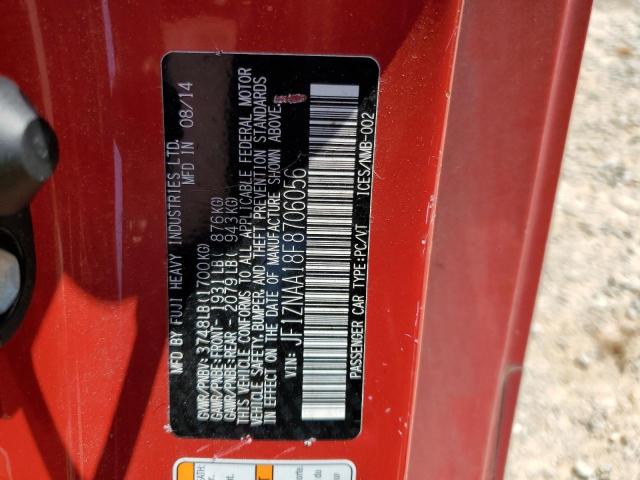 MFD BY FUJI HEAVY INDUSTRIES LTD.
MFD IN 08/14
GVWR/PNBV: 3748LB(1700KG)
GAWR/PNBE-FRONT- 1931LB( 876KG)
GAWR/PNBE-REAR - 2079LB( 943KG)
THIS VEHICLE CONFORMS TO ALL APPLICABLE FEDERAL MOTOR
VEHICLE SAFETY, BUMPER, AND THEFT PREVENTION STANDARDS
IN EFFECT ON THE DATE OF MANUFACTURE SHOWN ABOVE.
VIN: JF1ZNAA18F8706056
PASSENGER CAR TYPE:PC/VT ICES/NMB-002